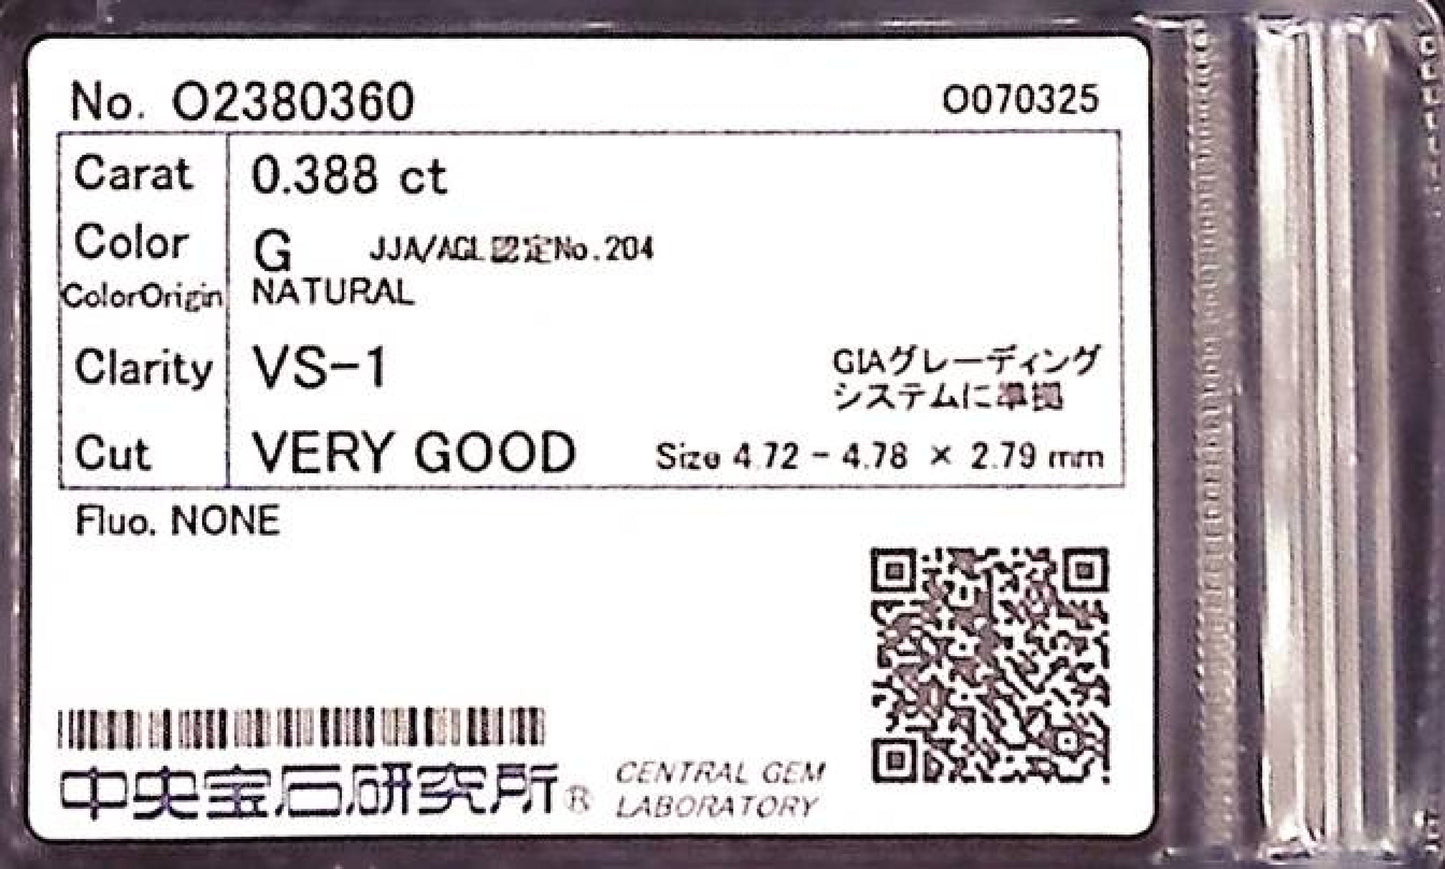 No. O2380360
O070325
Carat 0.388 ct
Color G JJA/AGL認定No.204
ColorOrigin NATURAL
Clarity VS-1
GIAグレーディング
システムに準拠
Cut VERY GOOD Size 4.72 - 4.78 × 2.79 mm
Fluo. NONE
中央宝石研究所® CENTRAL GEM
LABORATORY